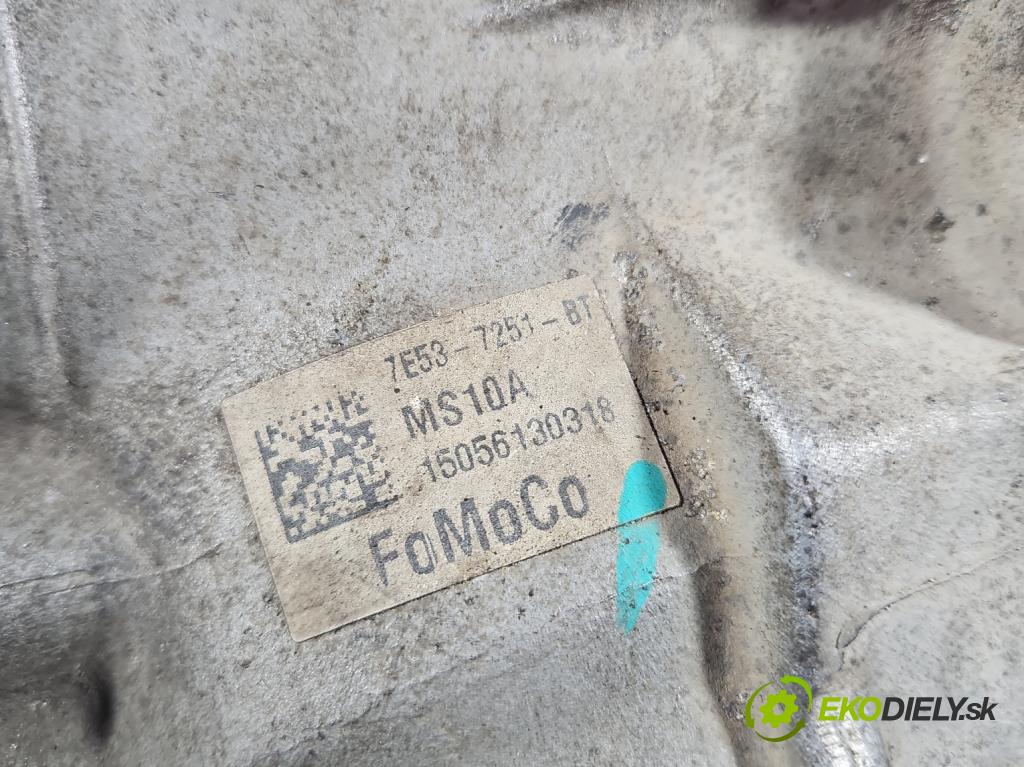 7E53-7251-BT
MS10A
15056130318
FoMoCo
EKODIELY.sk